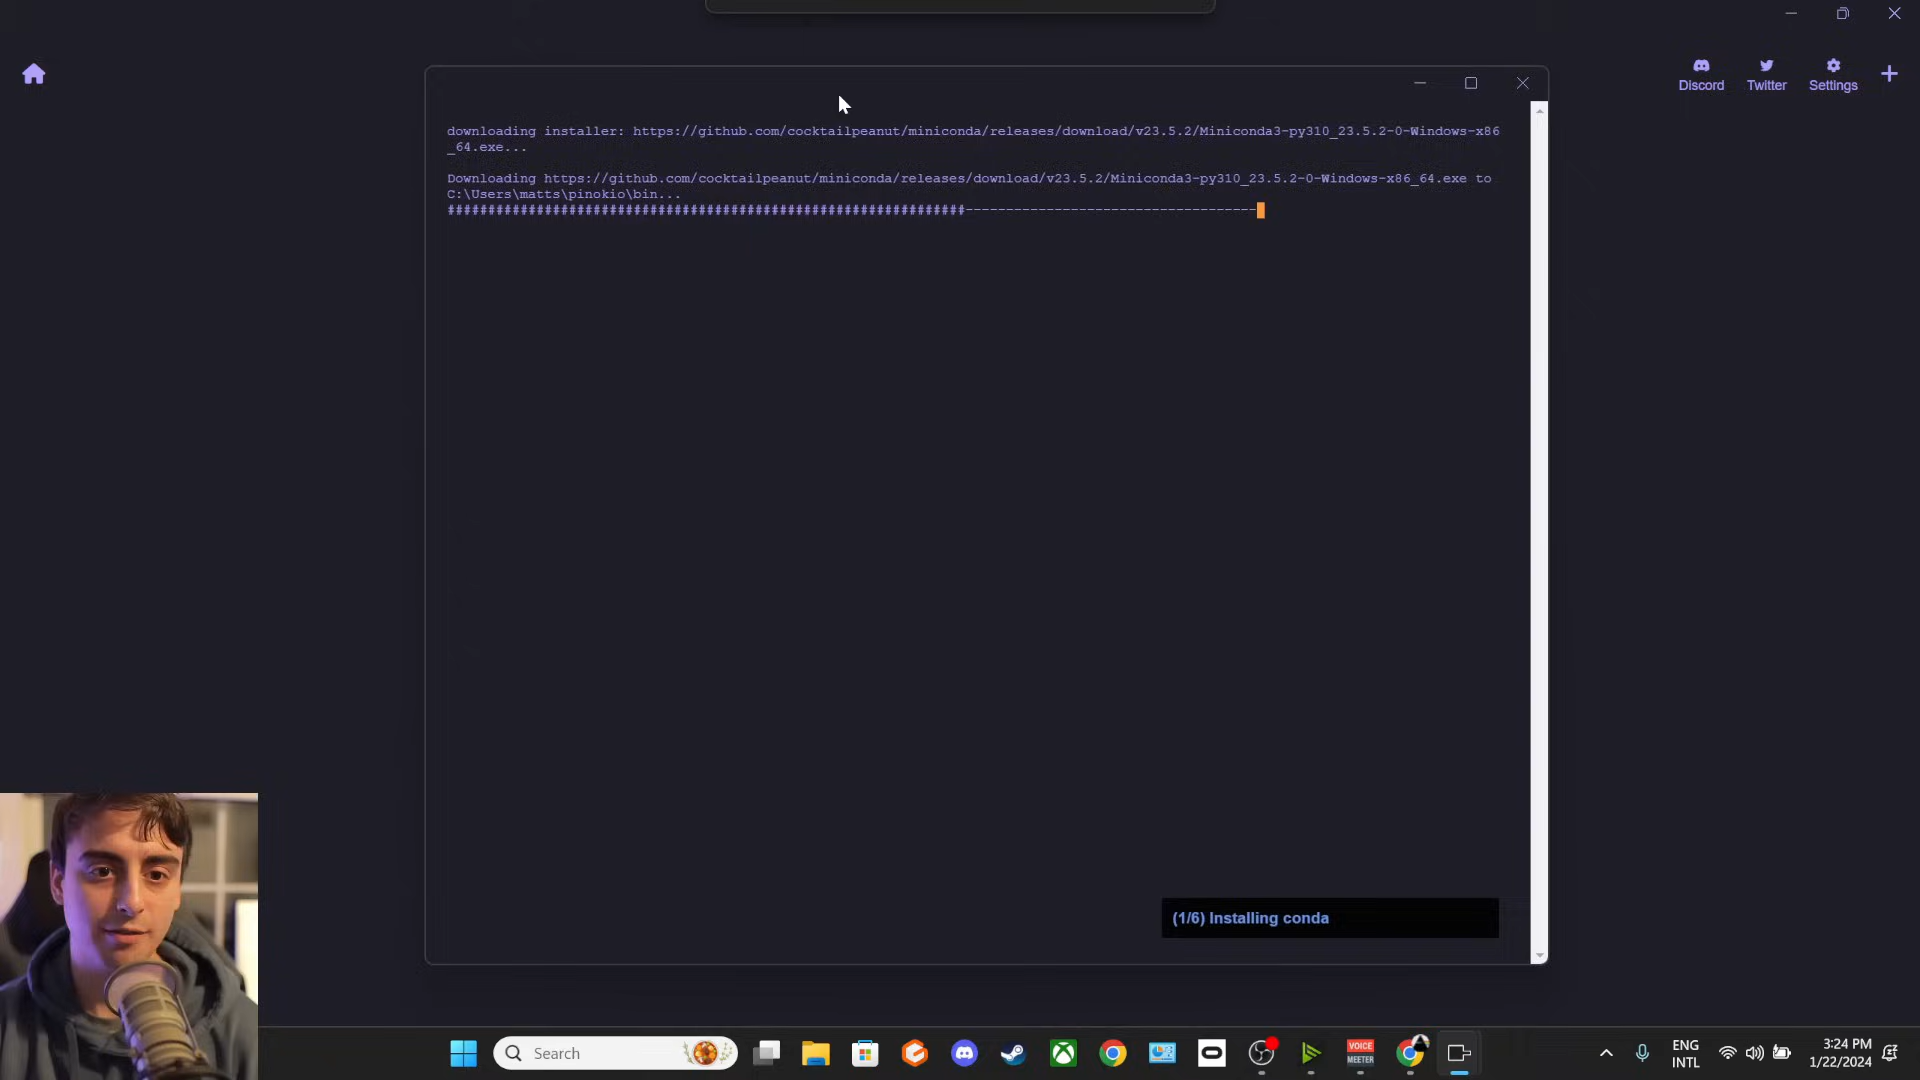 Discord
Twitter
Settings
downloading installer: https://github.com/cocktailpeanut/miniconda/releases/download/v23.5.2/Miniconda3-py310_23.5.2-0-Windows-x86
_64.exe...
Downloading https://github.com/cocktailpeanut/miniconda/releases/download/v23.5.2/Miniconda3-py310_23.5.2-0-Windows-x86_64.exe to
C:\Users\matts\pinokio\bin...
################################################################------------------------------------
(1/6) Installing conda
Search
VOICE
MEETER
ENG
INTL
3:24 PM
1/22/2024